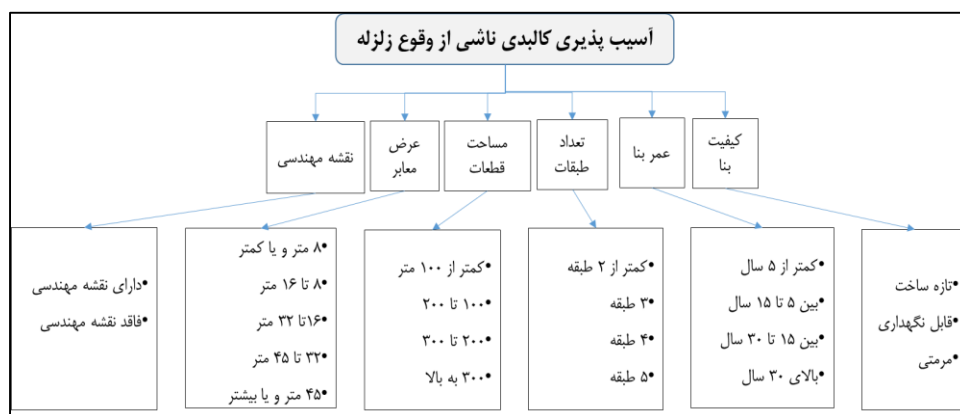 آسیب پذیری کالبدی ناشی از وقوع زلزله
کیفیت
بنا
عمر بنا
تعداد
طبقات
مساحت
قطعات
عرض
معابر
نقشه مهندسی
•تازه ساخت
•قابل نگهداری
•مرمتی
•کمتر از ۵ سال
•بین ۵ تا ۱۵ سال
•بین ۱۵ تا ۳۰ سال
•بالای ۳۰ سال
•کمتر از ۲ طبقه
•۳ طبقه
•۴ طبقه
•۵ طبقه
•کمتر از ۱۰۰ متر
•۱۰۰ تا ۲۰۰
•۲۰۰ تا ۳۰۰
•۳۰۰ به بالا
•۸ متر و یا کمتر
•۸ تا ۱۶ متر
•۱۶تا ۳۲ متر
•۳۲ تا ۴۵ متر
•۴۵ متر و یا بیشتر
•دارای نقشه مهندسی
•فاقد نقشه مهندسی